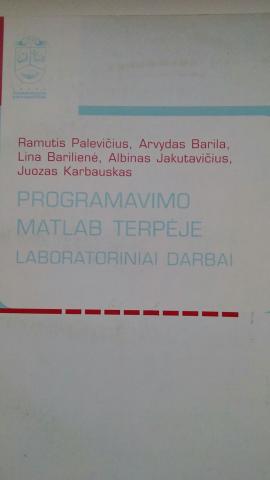 Ramutis Palevičius, Arvydas Barila,
Lina Barilienė, Albinas Jakutavičius,
Juozas Karbauskas
PROGRAMAVIMO
MATLAB TERPĖJE
LABORATORINIAI DARBAI